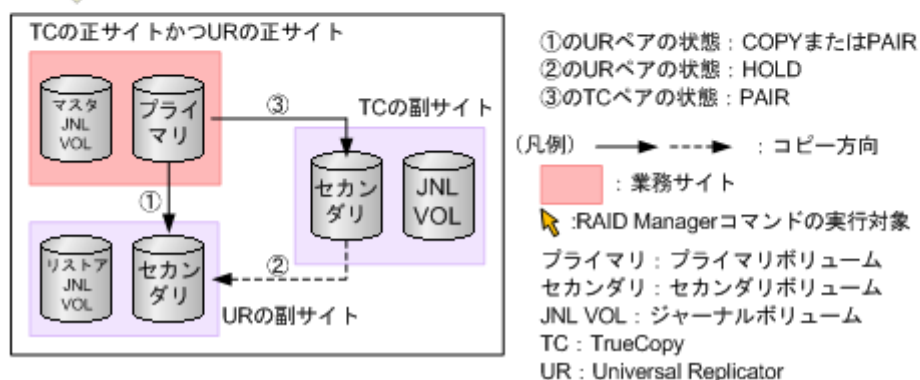 TCの正サイトかつURの正サイト
マスタ
JNL
VOL
プライ
マリ
③
TCの副サイト
セカン
ダリ
JNL
VOL
①
②
リストア
JNL
VOL
セカン
ダリ
URの副サイト
①のURペアの状態：COPYまたはPAIR
②のURペアの状態：HOLD
③のTCペアの状態：PAIR
(凡例) ：コピー方向
：業務サイト
:RAID Managerコマンドの実行対象
プライマリ：プライマリボリューム
セカンダリ：セカンダリボリューム
JNL VOL：ジャーナルボリューム
TC：TrueCopy
UR：Universal Replicator